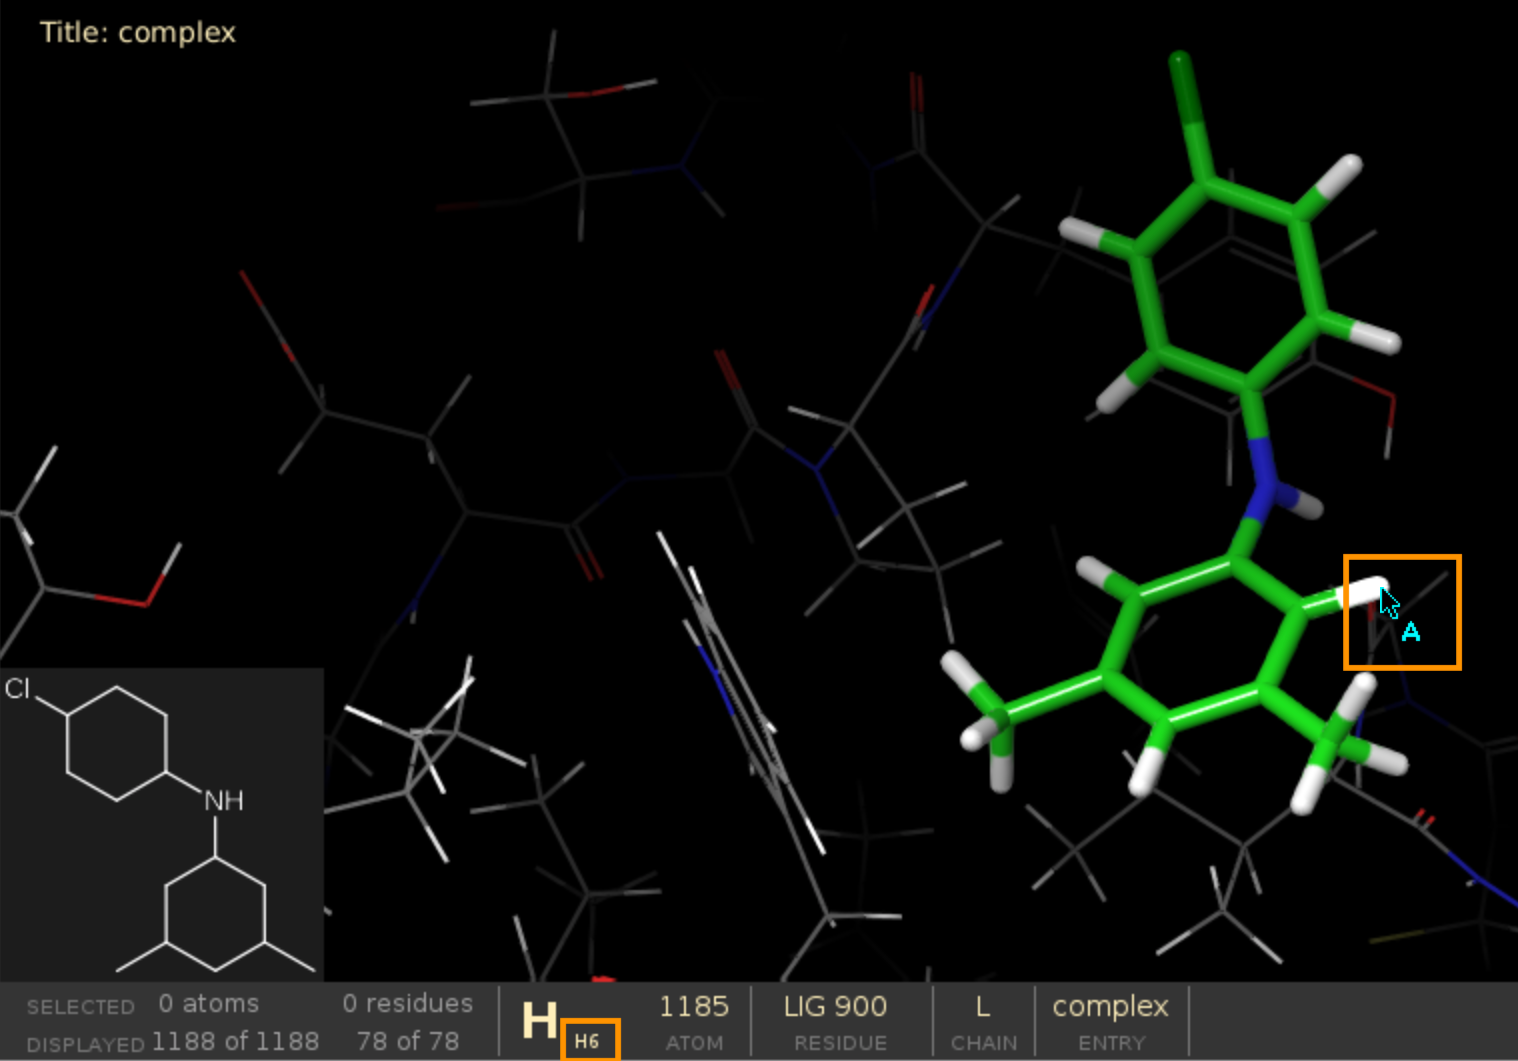 Title: complex
A
Cl
NH
SELECTED 0 atoms 0 residues
DISPLAYED 1188 of 1188 78 of 78
H H6
1185
ATOM
LIG 900
RESIDUE
L
CHAIN
complex
ENTRY